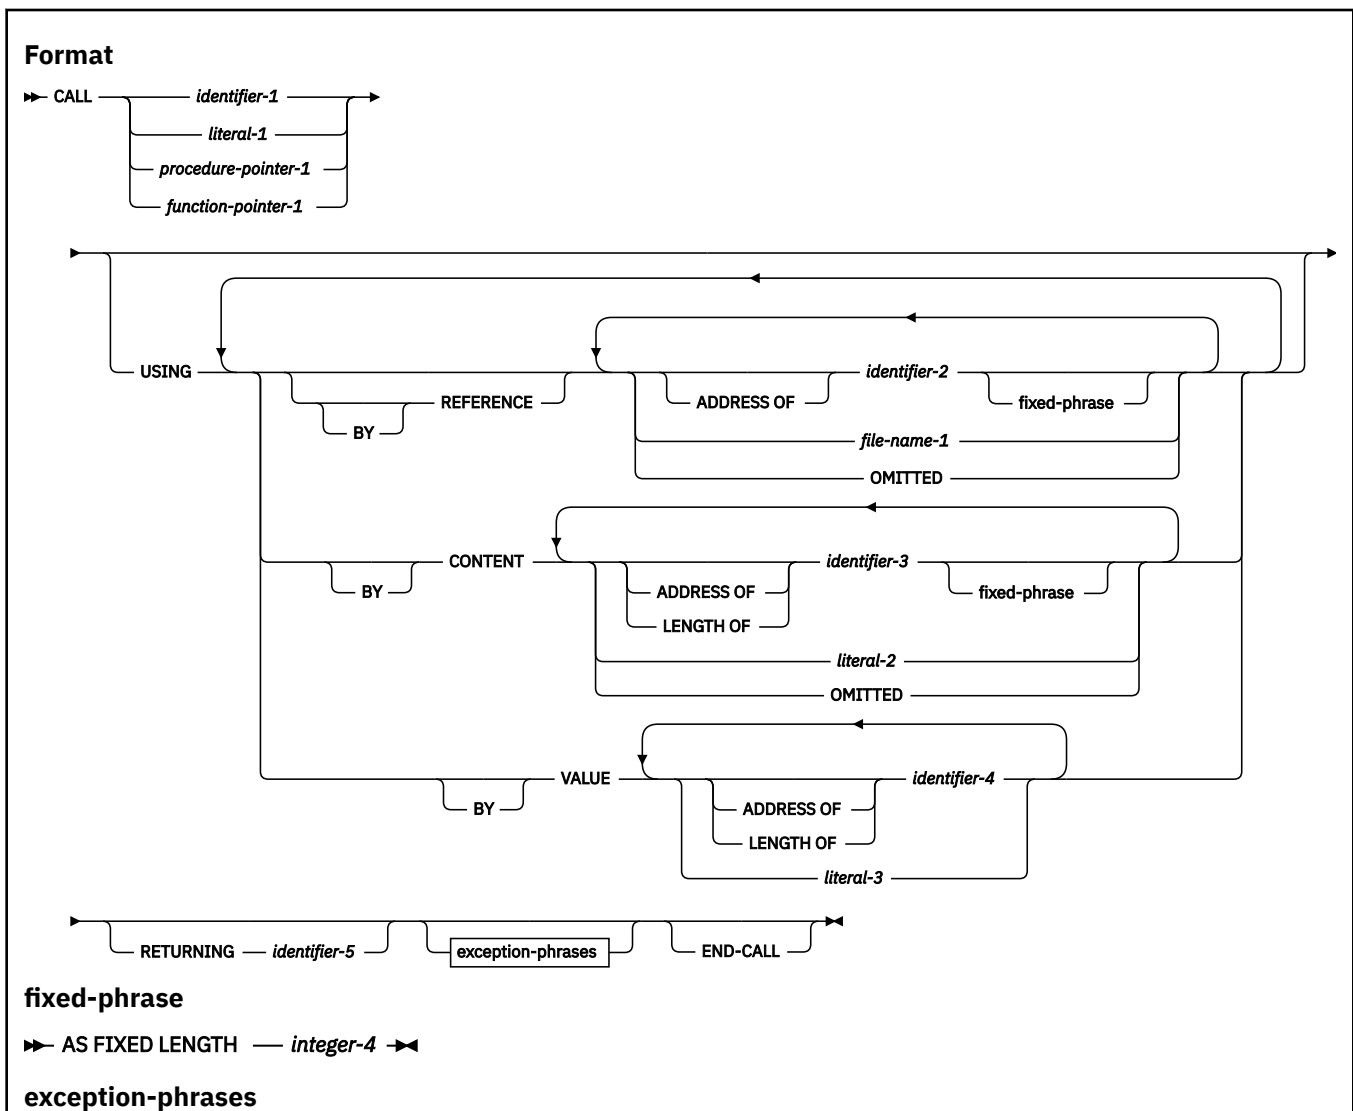 Format
CALL identifier-1
literal-1
procedure-pointer-1
function-pointer-1
USING identifier-2
REFERENCE ADDRESS OF fixed-phrase
BY
file-name-1
OMITTED
CONTENT identifier-3
BY ADDRESS OF fixed-phrase
LENGTH OF
literal-2
OMITTED
VALUE identifier-4
BY ADDRESS OF
LENGTH OF
literal-3
RETURNING identifier-5 exception-phrases END-CALL
fixed-phrase
AS FIXED LENGTH integer-4
exception-phrases